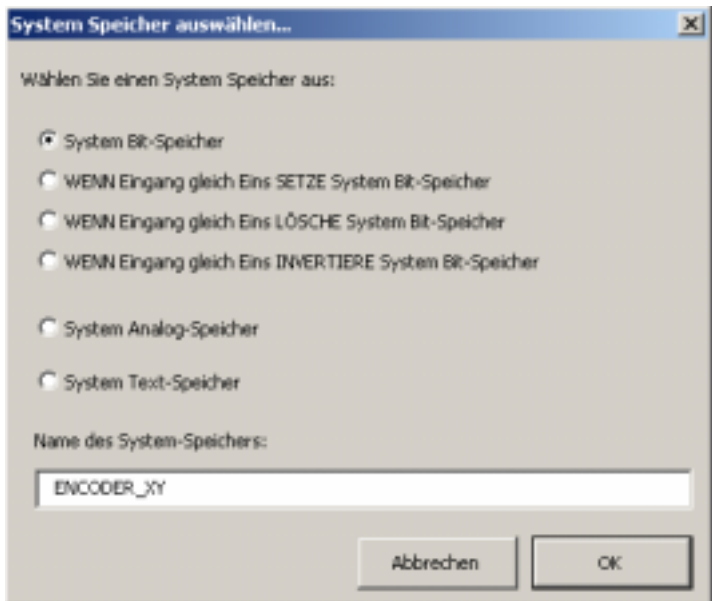 System Speicher auswählen...
Wählen Sie einen System Speicher aus:
System Bit-Speicher
WENN Eingang gleich Eins SETZE System Bit-Speicher
WENN Eingang gleich Eins LÖSCHE System Bit-Speicher
WENN Eingang gleich Eins INVERTIERE System Bit-Speicher
System Analog-Speicher
System Text-Speicher
Name des System-Speichers:
ENCODER_XY
Abbrechen OK